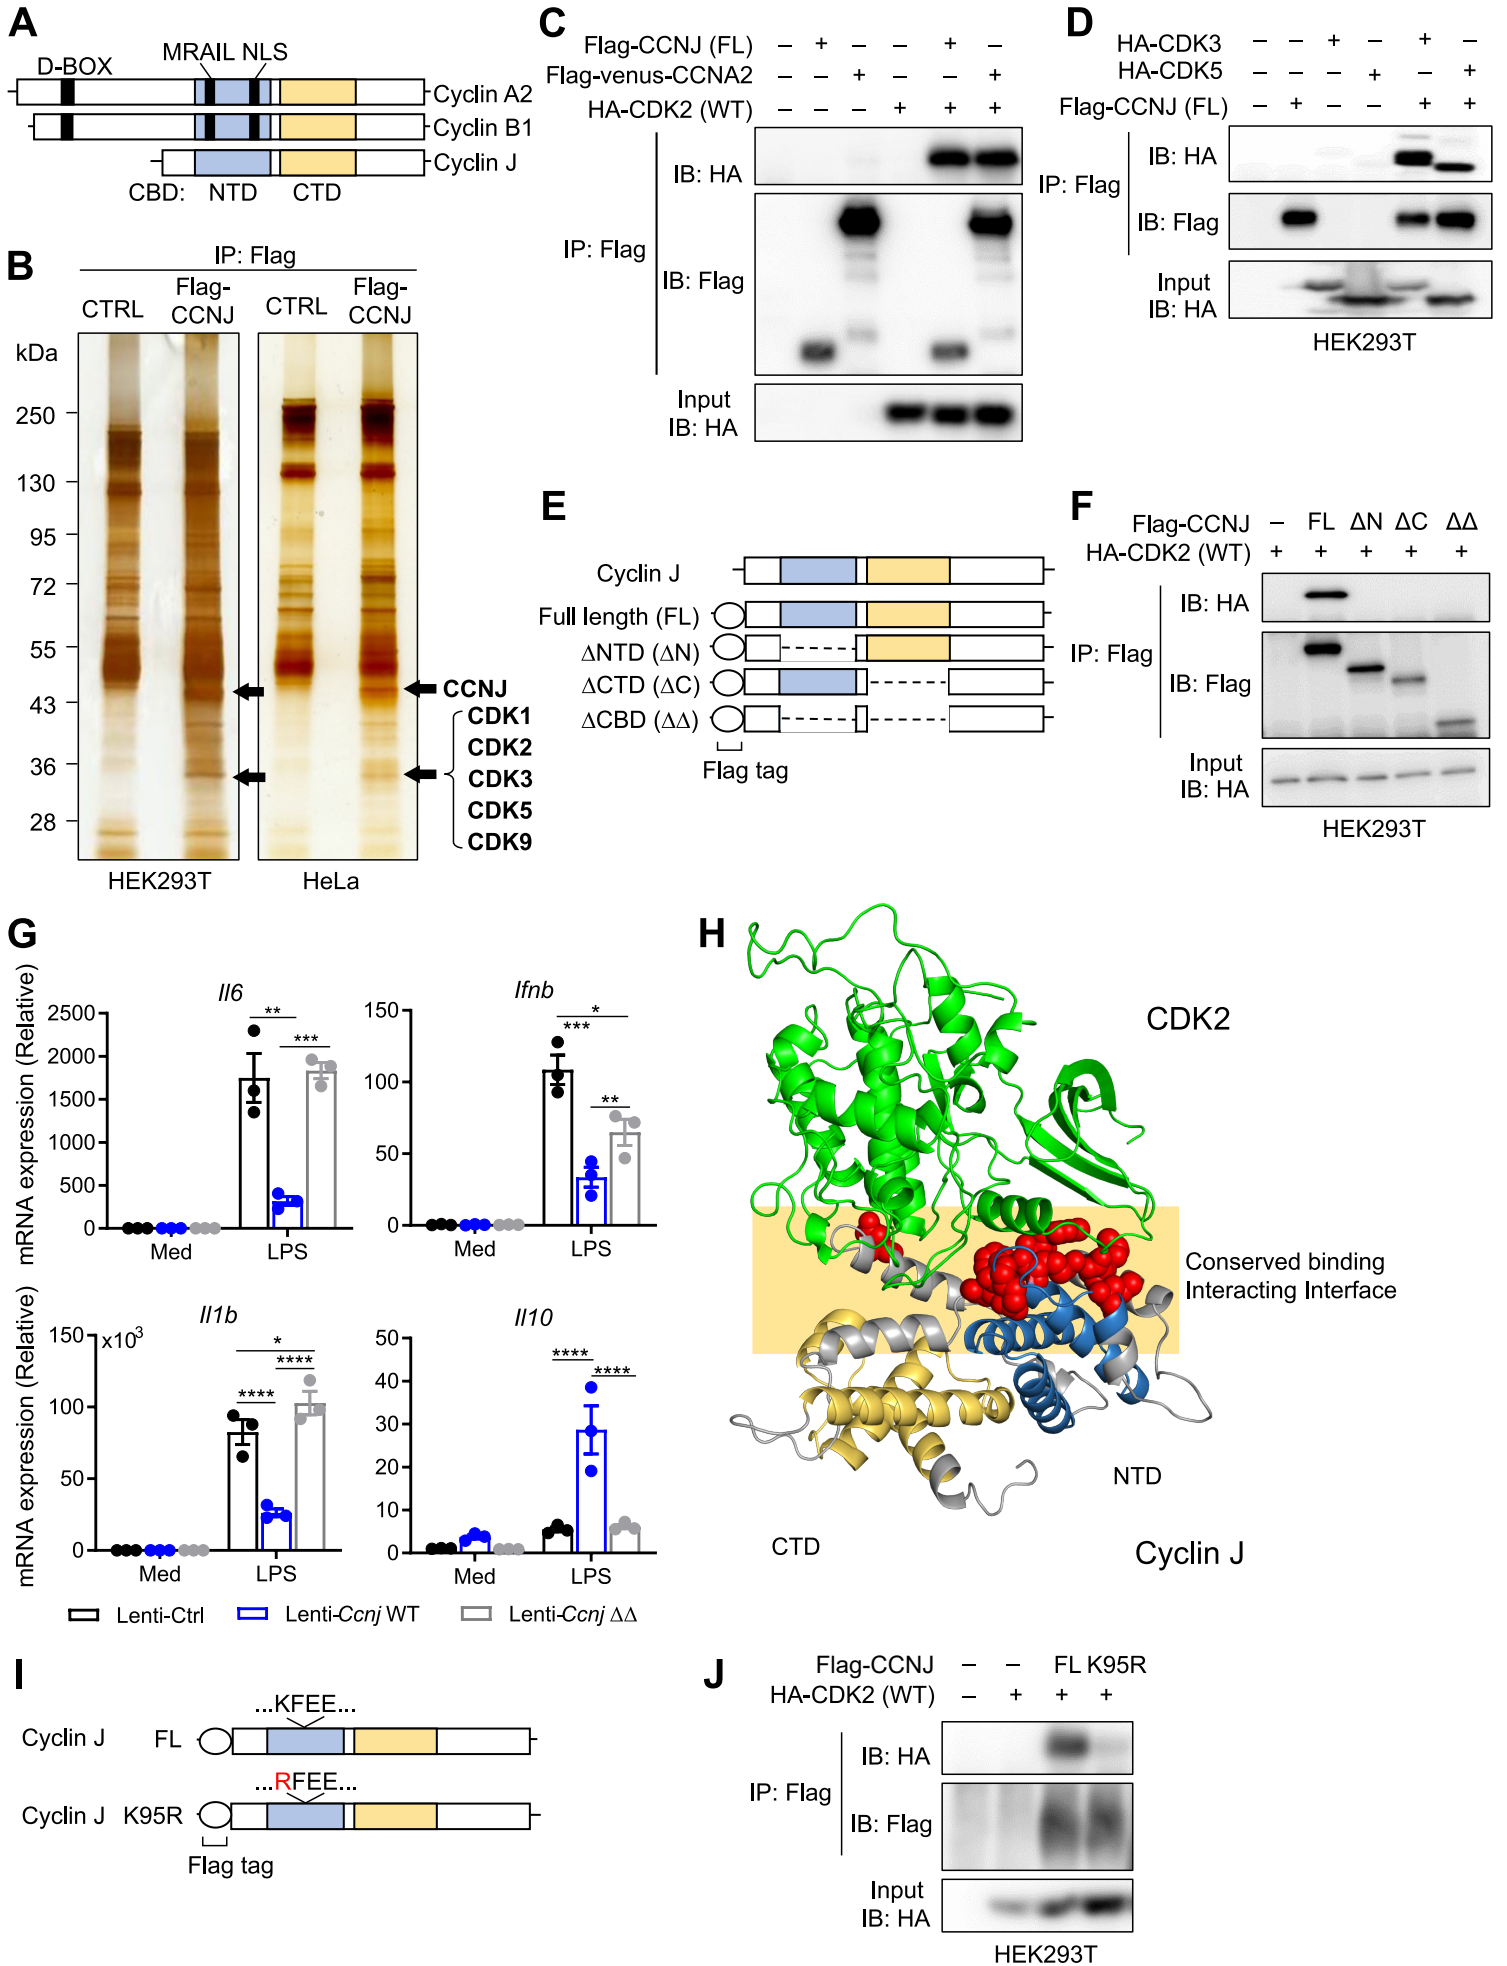 A
D-BOX
MRAIL NLS
Cyclin A2
Cyclin B1
Cyclin J
CBD: NTD CTD
B
IP: Flag
CTRL Flag-CCNJ CTRL Flag-CCNJ
kDa
250
130
95
72
55
43
36
28
CCNJ
CDK1
CDK2
CDK3
CDK5
CDK9
HEK293T HeLa
C
Flag-CCNJ (FL) – + – – + –
Flag-venus-CCNA2 – – + – – +
HA-CDK2 (WT) – – – + + +
IP: Flag
IB: HA
IB: Flag
Input
IB: HA
D
HA-CDK3 – – + – + –
HA-CDK5 – – – + – +
Flag-CCNJ (FL) – + – – + +
IP: Flag
IB: HA
IB: Flag
Input
IB: HA
HEK293T
E
Cyclin J
Full length (FL)
ΔNTD (ΔN)
ΔCTD (ΔC)
ΔCBD (ΔΔ)
Flag tag
F
Flag-CCNJ – FL ΔN ΔC ΔΔ
HA-CDK2 (WT) + + + + +
IP: Flag
IB: HA
IB: Flag
Input
IB: HA
HEK293T
G
mRNA expression (Relative)
Il6
2500
2000
1500
1000
500
0
** ***
Med LPS
Ifnb
150
100
50
0
* *** **
Med LPS
mRNA expression (Relative)
Il1b
x10³
150
100
50
0
* **** ****
Med LPS
Il10
50
40
30
20
10
0
**** ****
Med LPS
Lenti-Ctrl Lenti-Ccnj WT Lenti-Ccnj ΔΔ
H
CDK2
Conserved binding
Interacting Interface
NTD
CTD
Cyclin J
I
...KFEE...
Cyclin J FL
...RFEE...
Cyclin J K95R
Flag tag
J
Flag-CCNJ – – FL K95R
HA-CDK2 (WT) – + + +
IP: Flag
IB: HA
IB: Flag
Input
IB: HA
HEK293T